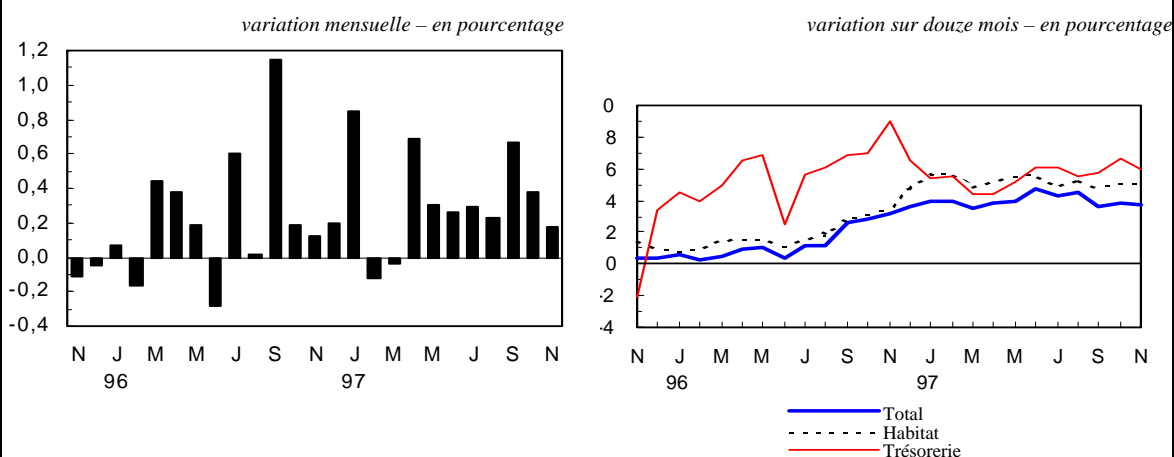 variation mensuelle – en pourcentage
1,2
1,0
0,8
0,6
0,4
0,2
0,0
-0,2
-0,4
N J M M J S N J M M J S N
96 97
variation sur douze mois – en pourcentage
0
8
6
4
2
0
-2
-4
N J M M J S N J M M J S N
96 97
Total
Habitat
Trésorerie